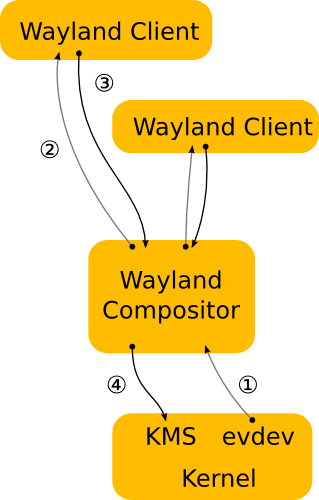 Wayland Client
③
Wayland Client
②
Wayland
Compositor
④
①
KMS evdev
Kernel